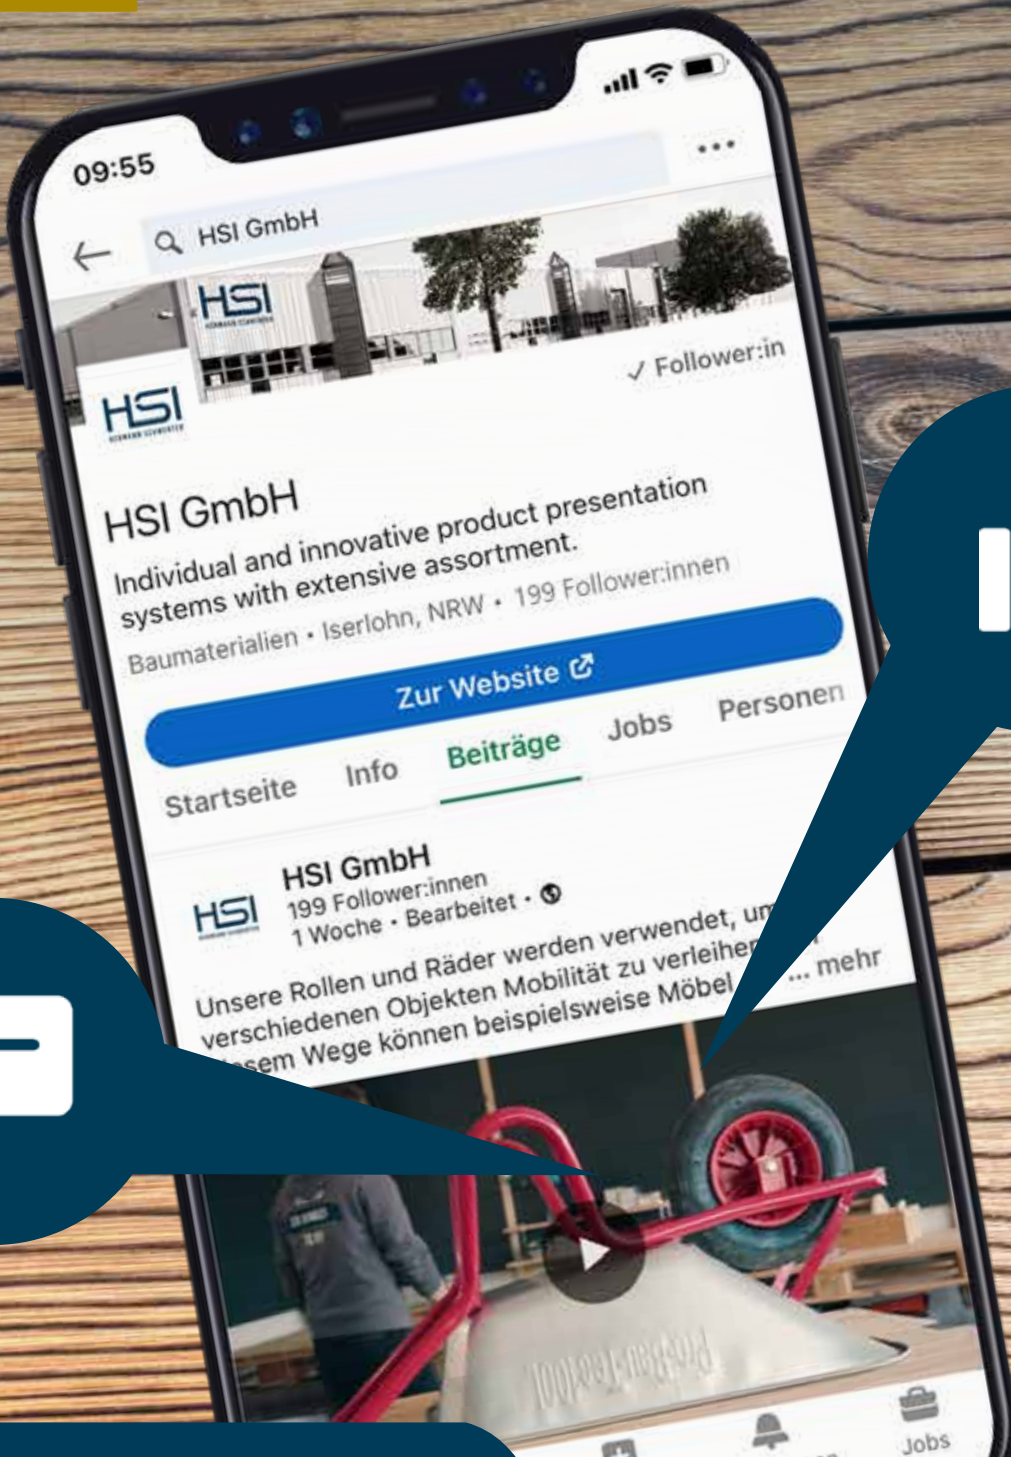 09:55
HSI GmbH
HSI
HSI
✓ Follower:in
HSI GmbH
Individual and innovative product presentation
systems with extensive assortment.
Baumaterialien • Iserlohn, NRW • 199 Follower:innen
Zur Website
Startseite Info Beiträge Jobs Personen
HSI
HSI GmbH
199 Follower:innen
1 Woche • Bearbeitet •
Unsere Rollen und Räder werden verwendet,
verschiedenen Objekten Mobilität zu
Wege können beispielsweise Möbel ... mehr
Jobs